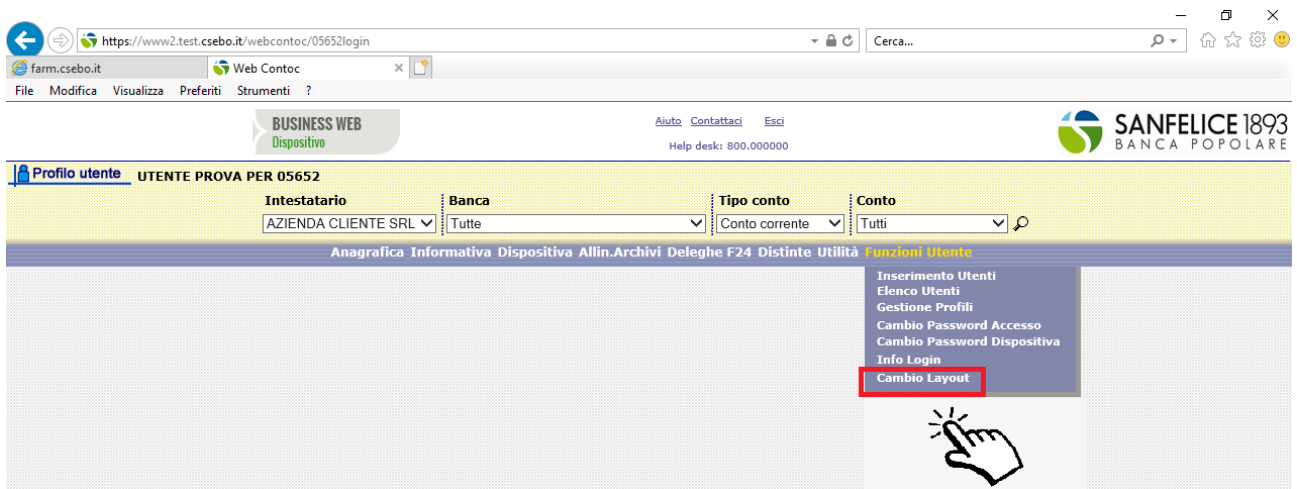 https://www2.test.csebo.it/webcontoc/05652login
Cerca...
farm.csebo.it
Web Contoc
File Modifica Visualizza Preferiti Strumenti ?
BUSINESS WEB
Dispositivo
Aiuto Contattaci Esci
Help desk: 800.000000
SANFELICE 1893
BANCA POPOLARE
Profilo utente UTENTE PROVA PER 05652
Intestatario Banca Tipo conto Conto
AZIENDA CLIENTE SRL Tutte Conto corrente Tutti
Anagrafica Informativa Dispositiva Allin.Archivi Deleghe F24 Distinte Utilità Funzioni Utente
Inserimento Utenti
Elenco Utenti
Gestione Profili
Cambio Password Accesso
Cambio Password Dispositiva
Info Login
Cambio Layout